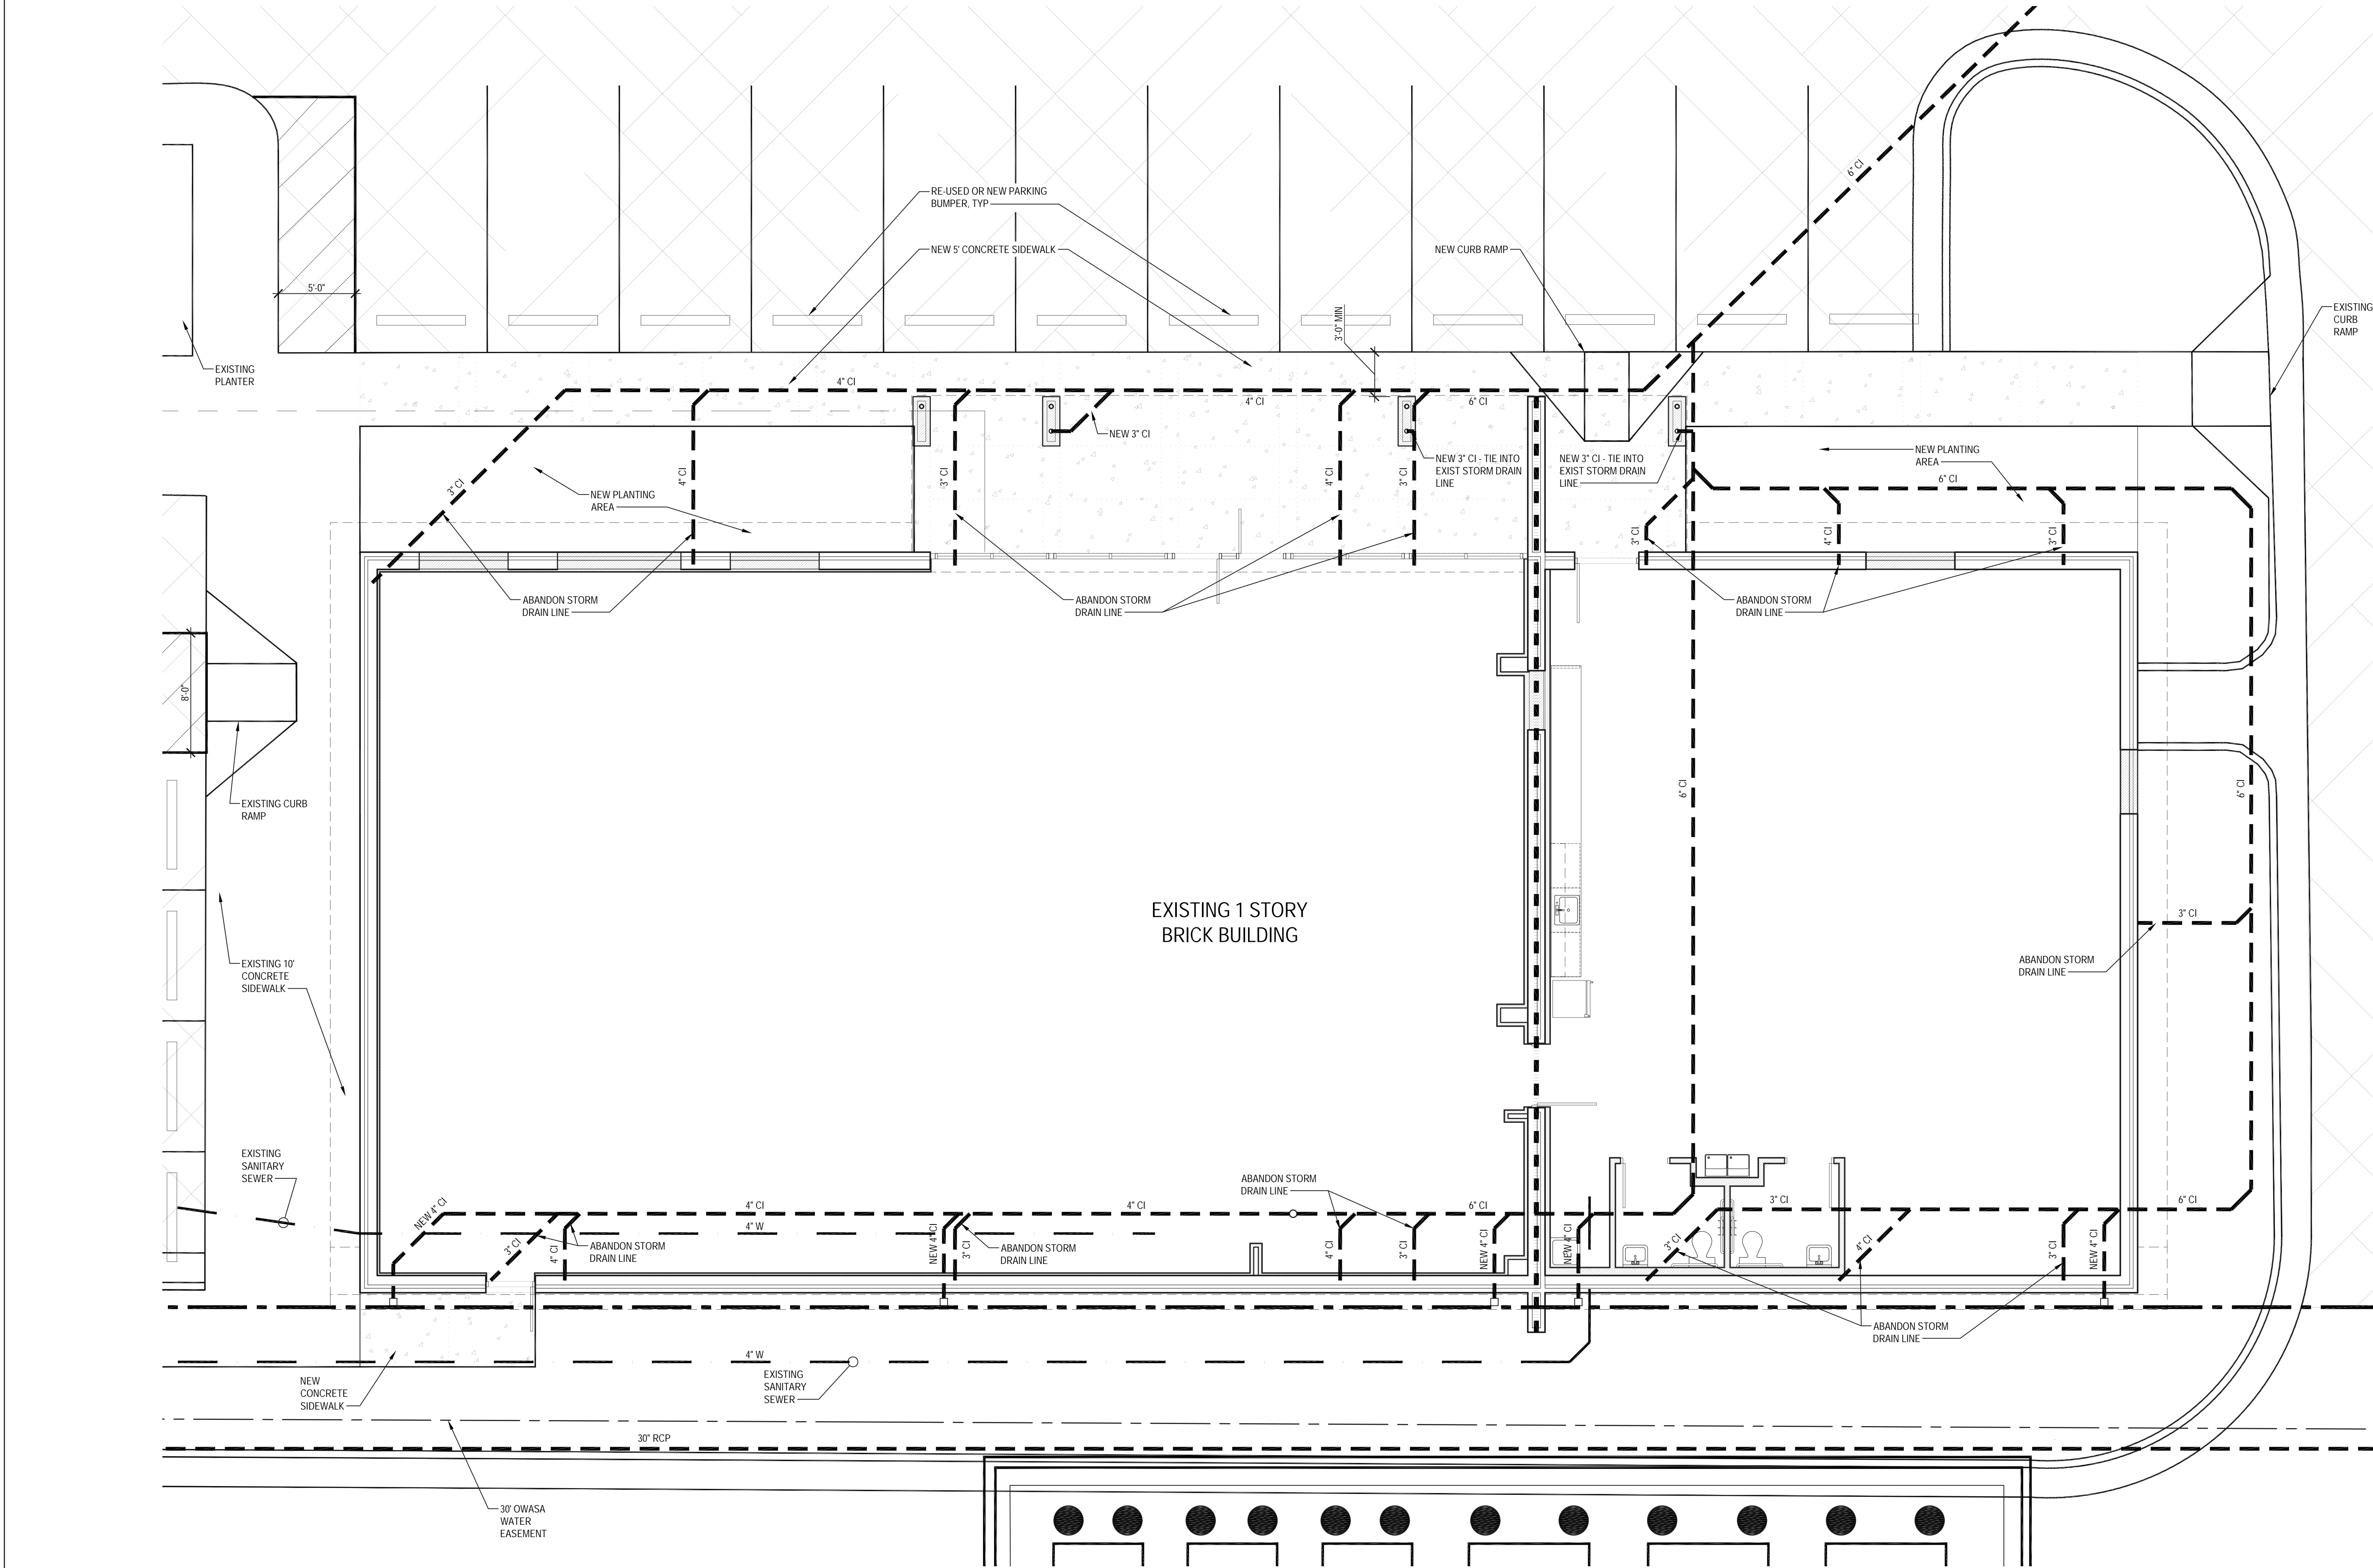 6" CI
RE-USED OR NEW PARKING
BUMPER, TYP
NEW 5' CONCRETE SIDEWALK
NEW CURB RAMP
5'-0"
3'-0" MIN
EXISTING
CURB
RAMP
EXISTING
PLANTER
4" CI
4" CI
6" CI
NEW 3" CI
3" CI
4" CI
3" CI
4" CI
3" CI
NEW 3" CI - TIE INTO
EXIST STORM DRAIN
LINE
NEW 3" CI - TIE INTO
EXIST STORM DRAIN
LINE
NEW PLANTING
AREA
6" CI
NEW PLANTING
AREA
3" CI
4" CI
3" CI
ABANDON STORM
DRAIN LINE
ABANDON STORM
DRAIN LINE
ABANDON STORM
DRAIN LINE
8'-0"
EXISTING CURB
RAMP
6" CI
6" CI
EXISTING 1 STORY
BRICK BUILDING
3" CI
ABANDON STORM
DRAIN LINE
EXISTING 10'
CONCRETE
SIDEWALK
EXISTING
SANITARY
SEWER
ABANDON STORM
DRAIN LINE
NEW 4" CI
4" CI
4" CI
6" CI
3" CI
6" CI
4" W
3" CI
4" CI
ABANDON STORM
DRAIN LINE
NEW 4" CI
3" CI
ABANDON STORM
DRAIN LINE
4" CI
3" CI
NEW 4" CI
NEW 4" CI
3" CI
4" CI
3" CI
NEW 4" CI
ABANDON STORM
DRAIN LINE
4" W
EXISTING
SANITARY
SEWER
NEW
CONCRETE
SIDEWALK
30" RCP
30' OWASA
WATER
EASEMENT